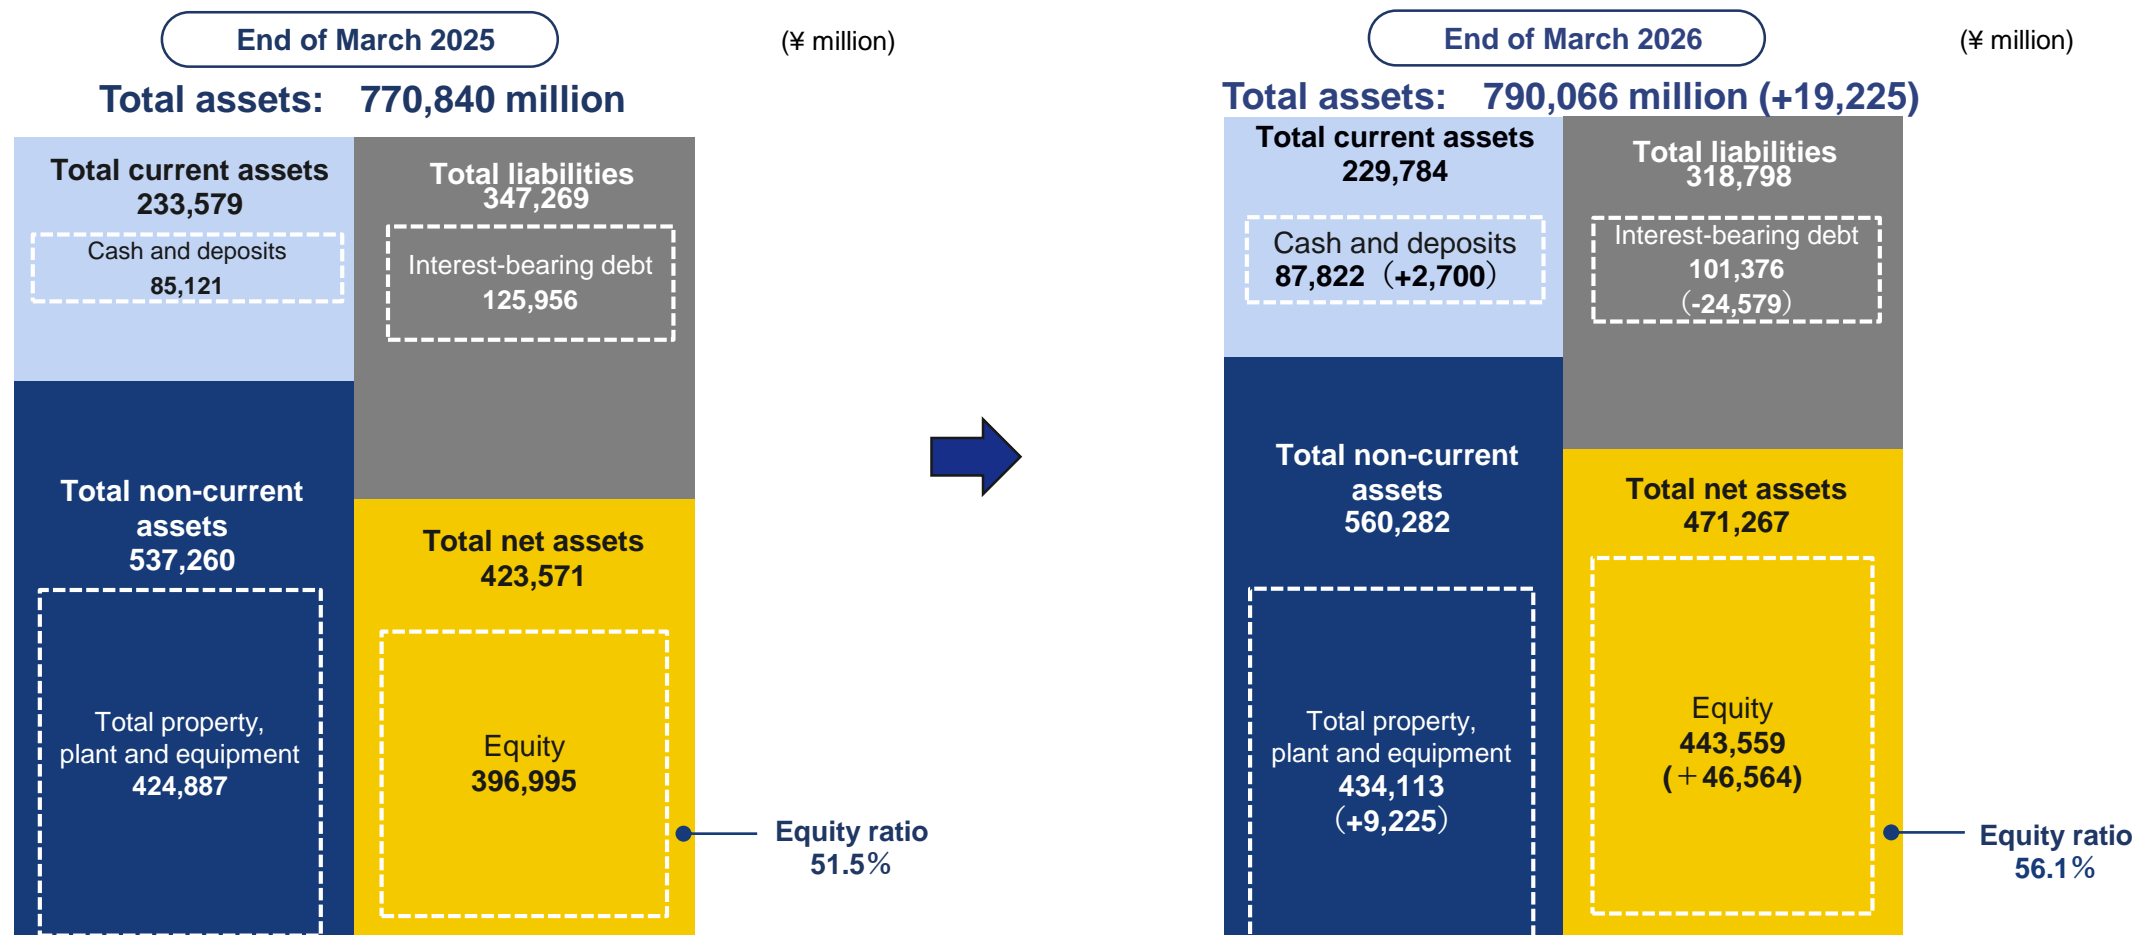 End of March 2025
(¥ million)
Total assets: 770,840 million
Total current assets
233,579
Cash and deposits
85,121
Total liabilities
347,269
Interest-bearing debt
125,956
Total non-current
assets
537,260
Total property,
plant and equipment
424,887
Total net assets
423,571
Equity
396,995
Equity ratio
51.5%
End of March 2026
(¥ million)
Total assets: 790,066 million (+19,225)
Total current assets
229,784
Cash and deposits
87,822（+2,700）
Total liabilities
318,798
Interest-bearing debt
101,376
（-24,579）
Total non-current
assets
560,282
Total property,
plant and equipment
434,113
（+9,225）
Total net assets
471,267
Equity
443,559
(＋46,564)
Equity ratio
56.1%